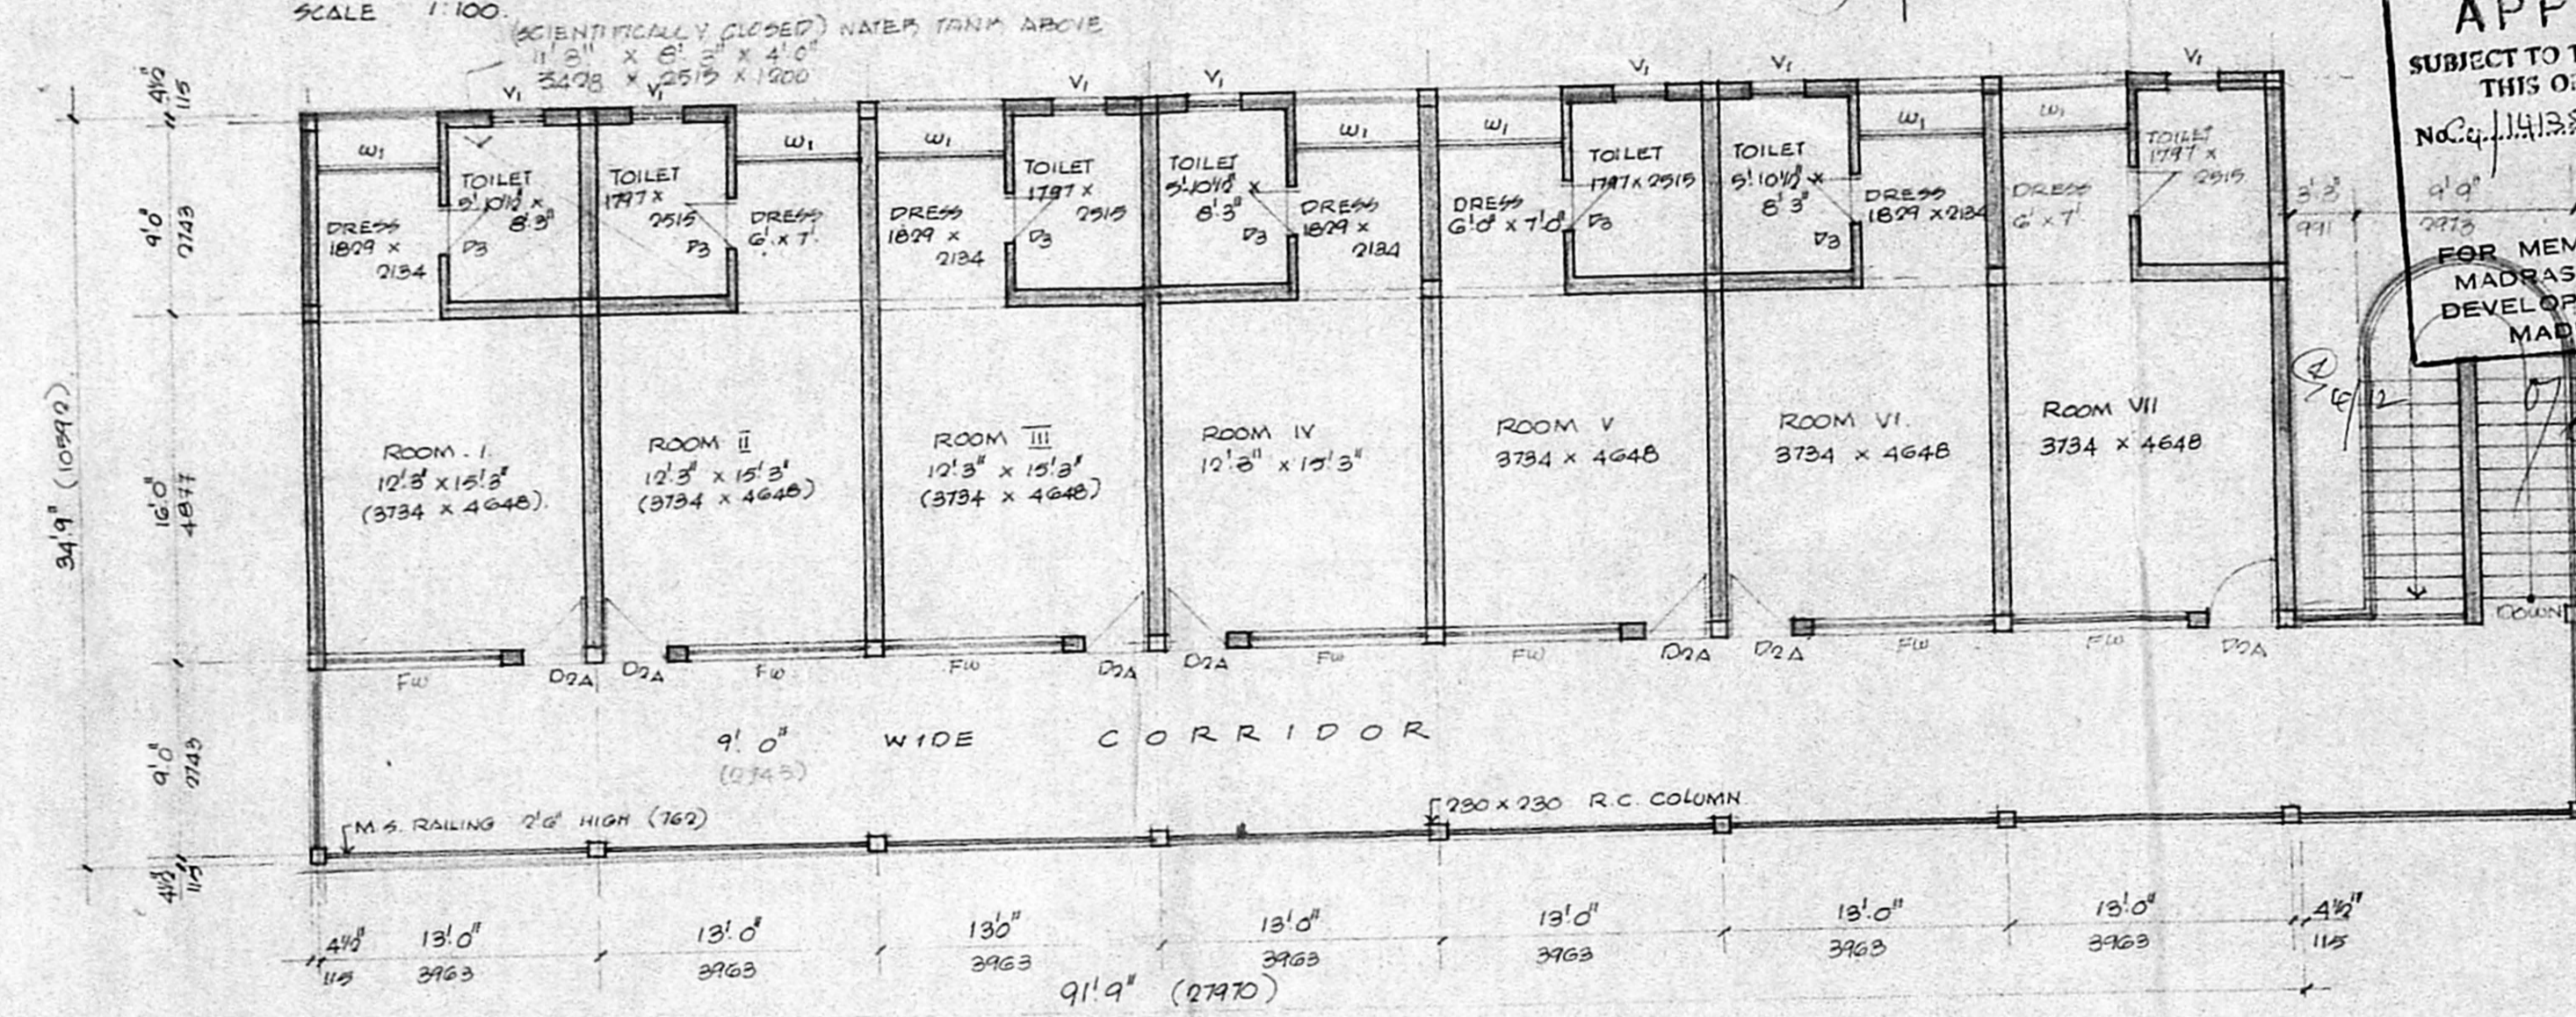 SCALE 1:100.
(SCIENTIFICALLY CLOSED) WATER TANK ABOVE
11'3" x 8'3" x 4'0"
3428 x 2515 x 1200
APP
SUBJECT TO T
THIS O
No.
FOR MEM
MADRAS
DEVELOP
MAD
4½"
115
9'0"
2743
16'0"
4877
9'0"
2743
4½"
115
34'9" (10592)
V1
V1
V1
V1
V1
V1
V1
W1
W1
W1
W1
W1
W1
W1
TOILET
5'10½" x
8'3"
TOILET
1797 x
2515
TOILET
1797 x
2515
TOILET
5'10½" x
8'3"
TOILET
1797 x 2515
TOILET
5'10½" x
8'3"
TOILET
1797 x
2515
DRESS
1829 x
2134
DRESS
6' x 7'
DRESS
1829 x
2134
DRESS
1829 x
2134
DRESS
6'0" x 7'0"
DRESS
1829 x 2134
DRESS
6' x 7'
D3
D3
D3
D3
D3
D3
3'3"
991
9'9"
2973
ROOM. I.
12'3" x 15'3"
(3734 x 4648).
ROOM II
12'3" x 15'3"
(3734 x 4648)
ROOM III
12'3" x 15'3"
(3734 x 4648)
ROOM IV
12'3" x 15'3"
ROOM V
3734 x 4648
ROOM VI.
3734 x 4648
ROOM VII
3734 x 4648
DOWN
FW
D2A
D2A
FW
FW
D2A
D2A
FW
FW
D2A
D2A
FW
FW
D2A
9'.0" WIDE CORRIDOR
(2743)
M.S. RAILING 2'6" HIGH (762)
230 x 230 R.C. COLUMN
4½"
115
13'.0"
3963
13'.0"
3963
130"
3963
13'.0"
3963
13'.0"
3963
13'.0"
3963
13'.0"
3963
4½"
115
91'.9" (27970)